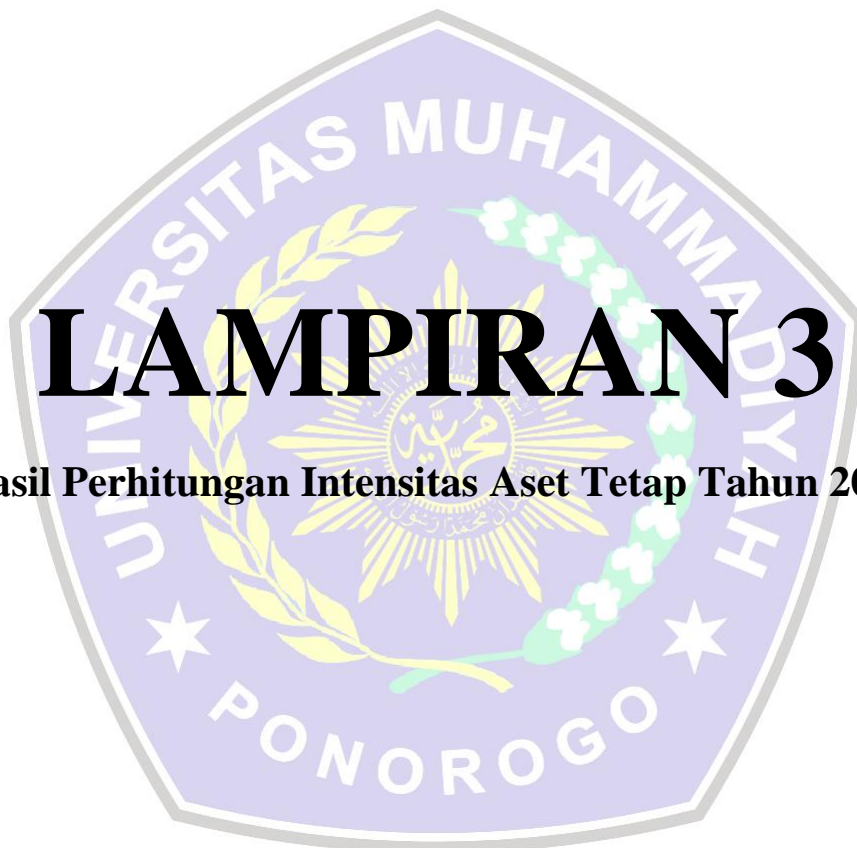 UNIVERSITAS MUHAMMADIYAH
LAMPIRAN 3
asil Perhitungan Intensitas Aset Tetap Tahun 20
PONOROGO